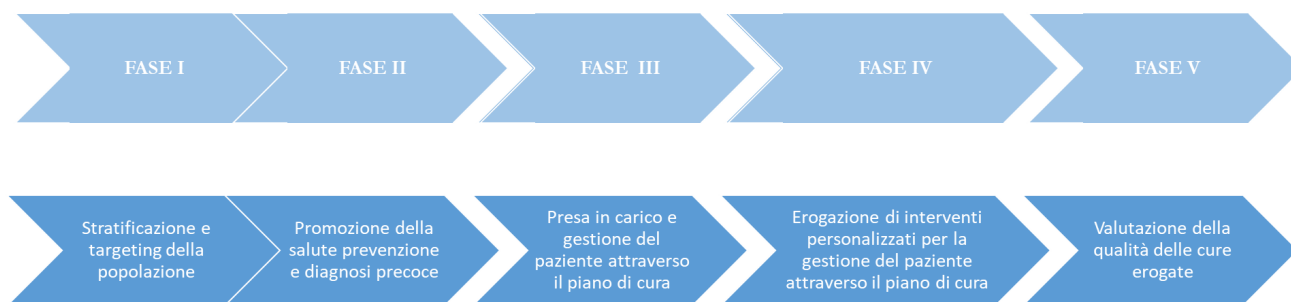 FASE I
FASE II
FASE III
FASE IV
FASE V
Stratificazione e
targeting della
popolazione
Promozione della
salute prevenzione
e diagnosi precoce
Presa in carico e
gestione del
paziente attraverso
il piano di cura
Erogazione di interventi
personalizzati per la
gestione del paziente
attraverso il piano di cura
Valutazione della
qualità delle cure
erogate